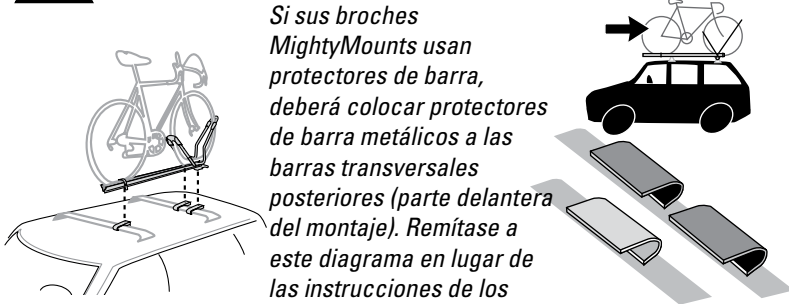 Si sus broches
MightyMounts usan
protectores de barra,
deberá colocar protectores
de barra metálicos a las
barras transversales
posteriores (parte delantera
del montaje). Remítase a
este diagrama en lugar de
las instrucciones de los